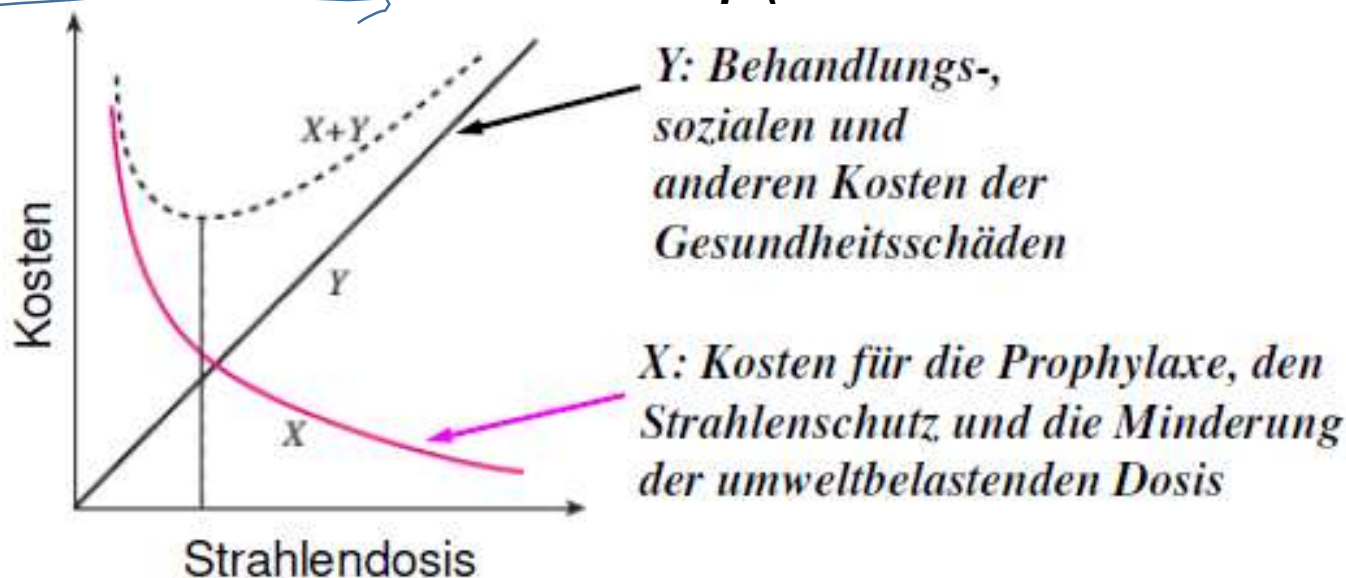 Y: Behandlungs-,
sozialen und
anderen Kosten der
Gesundheitsschäden
X+Y
Y
Kosten
X: Kosten für die Prophylaxe, den
Strahlenschutz und die Minderung
der umweltbelastenden Dosis
X
Strahlendosis